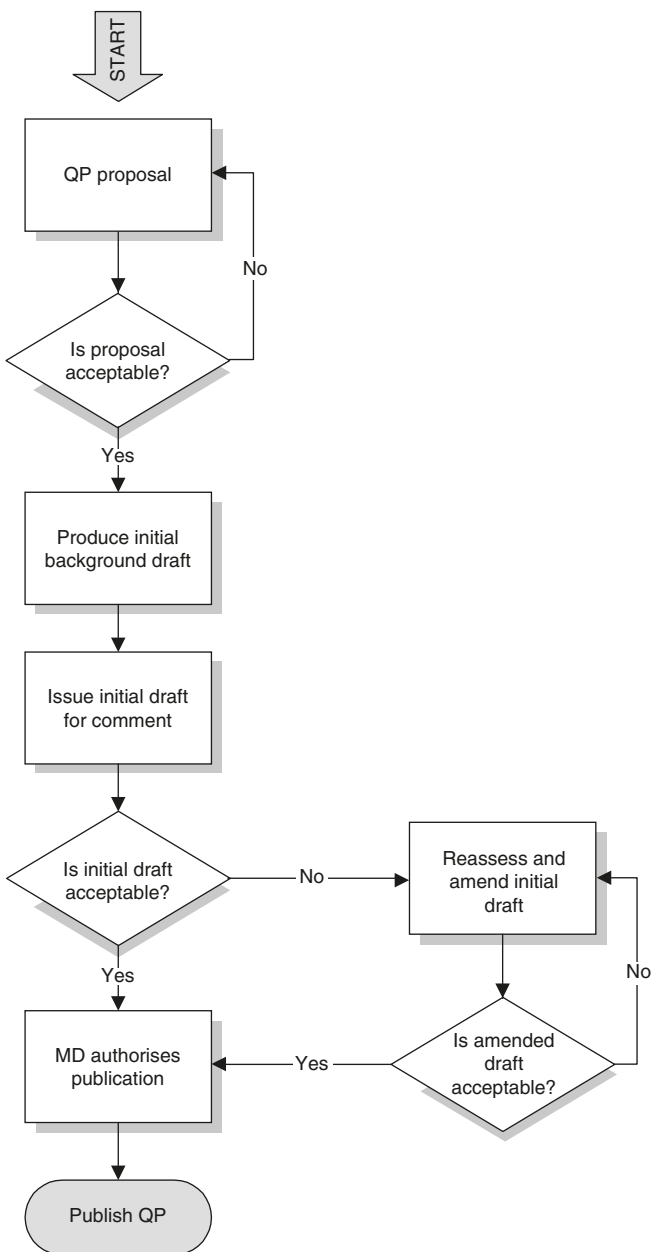 START
QP proposal
No
Is proposal
acceptable?
Yes
Produce initial
background draft
Issue initial draft
for comment
Is initial draft
acceptable?
No
Reassess and
amend initial
draft
No
Yes
MD authorises
publication
Yes
Is amended
draft
acceptable?
Publish QP